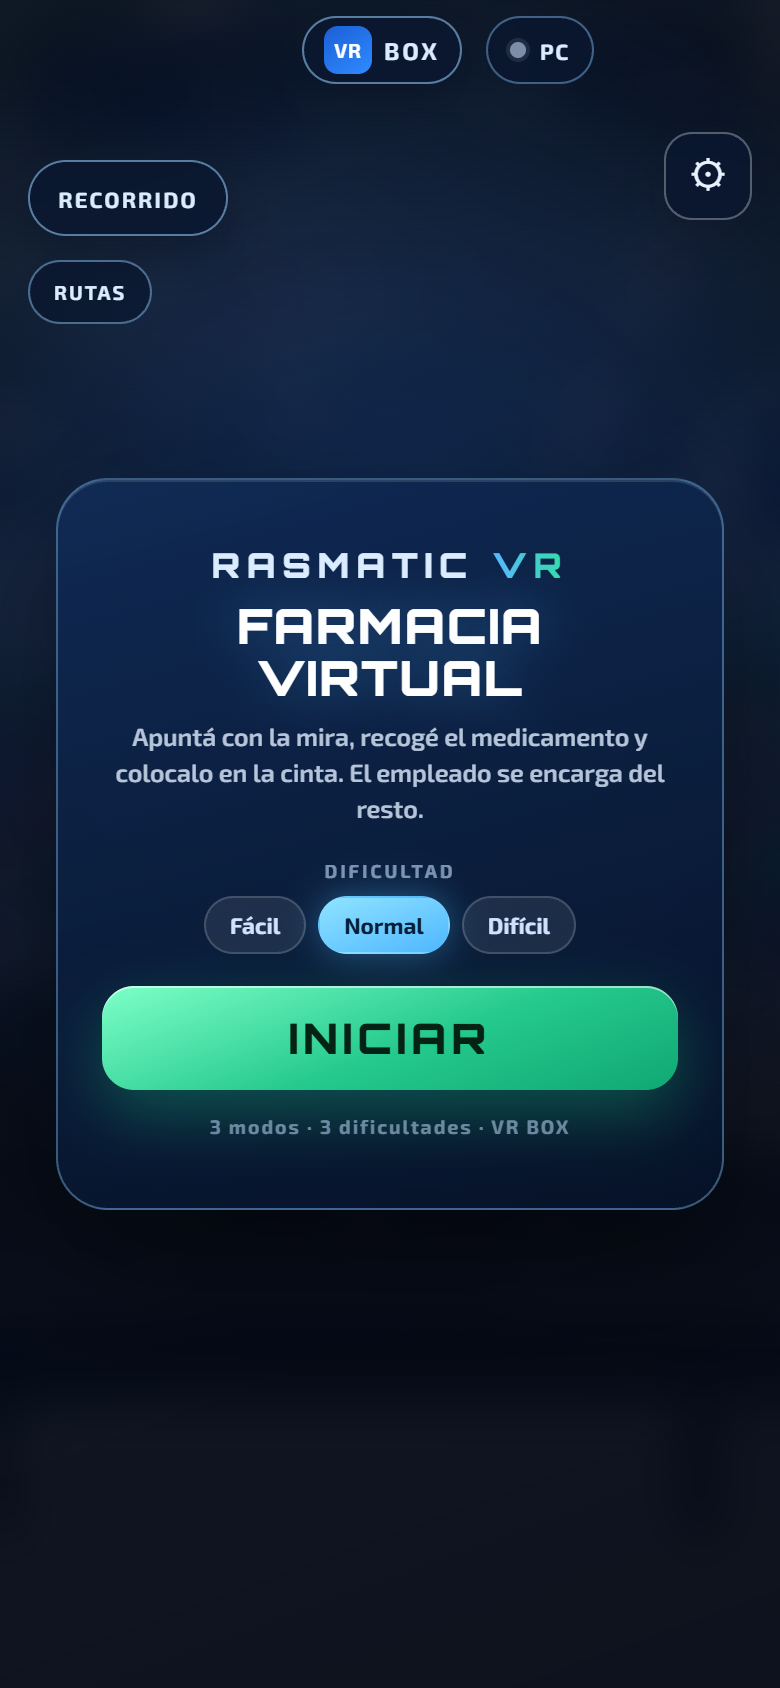 VR BOX
PC
RECORRIDO
RUTAS
RASMATIC VR
FARMACIA
VIRTUAL
Apuntá con la mira, recogé el medicamento y
colocalo en la cinta. El empleado se encarga del
resto.
DIFICULTAD
Fácil Normal Difícil
INICIAR
3 modos · 3 dificultades · VR BOX